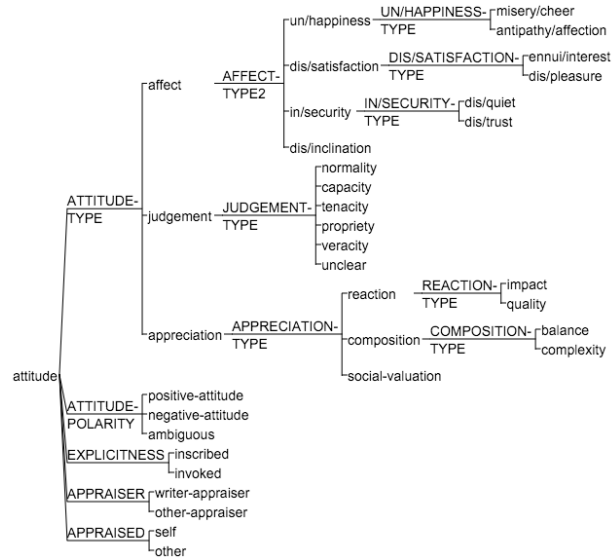 un/happiness UN/HAPPINESS-TYPE misery/cheer
antipathy/affection
dis/satisfaction DIS/SATISFACTION-TYPE ennui/interest
dis/pleasure
affect AFFECT-TYPE2
in/security IN/SECURITY-TYPE dis/quiet
dis/trust
dis/inclination
normality
capacity
ATTITUDE-TYPE
judgement JUDGEMENT-TYPE
tenacity
propriety
veracity
unclear
reaction REACTION-TYPE impact
quality
appreciation APPRECIATION-TYPE
composition COMPOSITION-TYPE balance
complexity
social-valuation
attitude
ATTITUDE-POLARITY positive-attitude
negative-attitude
ambiguous
EXPLICITNESS inscribed
invoked
APPRAISER writer-appraiser
other-appraiser
APPRAISED self
other